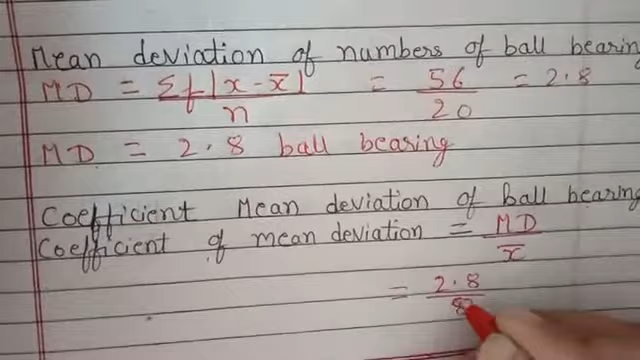 Mean deviation of numbers of ball bearing
MD = Σf|x-x̄| / n = 56 / 20 = 2.8
MD = 2.8 ball bearing
Coefficient Mean deviation of ball bearing
Coefficient of mean deviation = MD / x̄
= 2.8 / 8